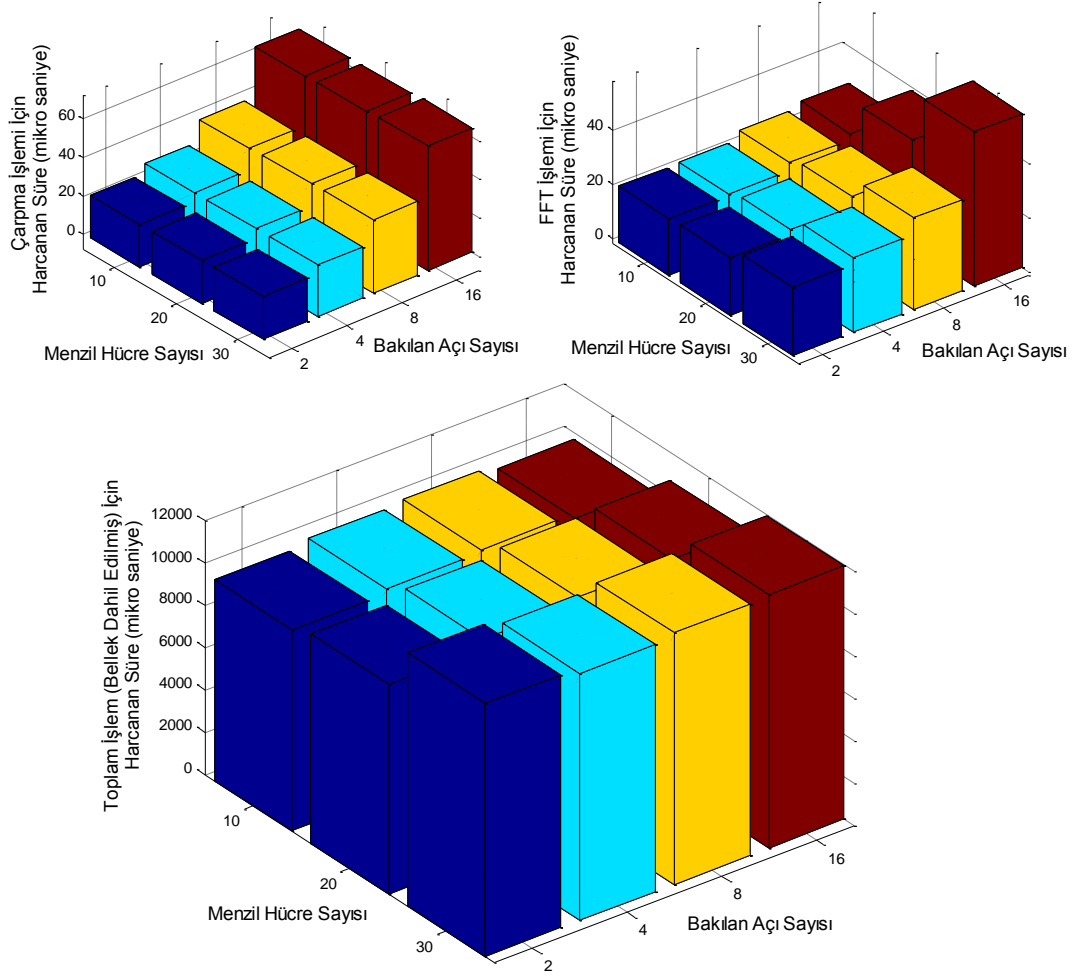 Çarpma İşlemi İçin
Harcanan Süre (mikro saniye)
60
40
20
0
10
20
30
Menzil Hücre Sayısı
2
4
8
16
Bakılan Açı Sayısı
FFT İşlemi İçin
Harcanan Süre (mikro saniye)
40
20
0
10
20
30
Menzil Hücre Sayısı
2
4
8
16
Bakılan Açı Sayısı
Toplam İşlem (Bellek Dahil Edilmiş) İçin
Harcanan Süre (mikro saniye)
12000
10000
8000
6000
4000
2000
0
10
20
30
Menzil Hücre Sayısı
2
4
8
16
Bakılan Açı Sayısı